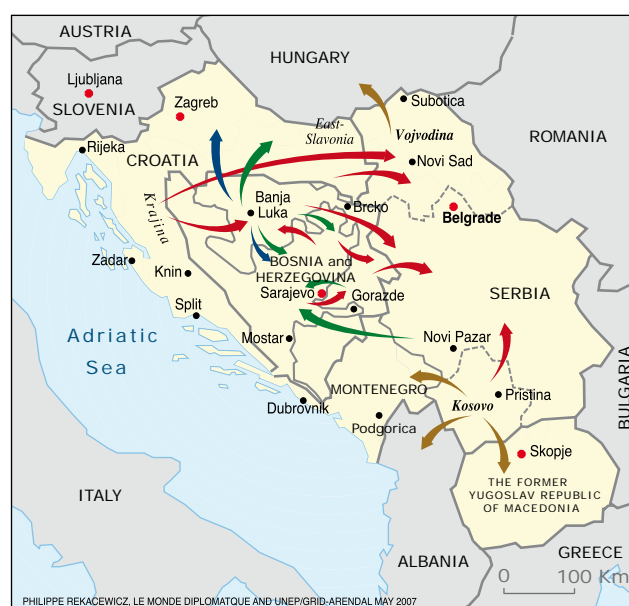 AUSTRIA
HUNGARY
Ljubljana
SLOVENIA
Zagreb
Subotica
ROMANIA
East-
Slavonia
Vojvodina
Rijeka
CROATIA
Novi Sad
Krajina
Banja
Luka
Brcko
Belgrade
Zadar
Knin
BOSNIA and
HERZEGOVINA
Sarajevo
Gorazde
SERBIA
Split
Adriatic
Sea
Mostar
Novi Pazar
BULGARIA
MONTENEGRO
Kosovo
Pristina
Dubrovnik
Podgorica
Skopje
THE FORMER
YUGOSLAV REPUBLIC
OF MACEDONIA
ITALY
ALBANIA
GREECE
0 100 Km
PHILIPPE REKACEWICZ, LE MONDE DIPLOMATQUE AND UNEP/GRID-ARENDAL MAY 2007